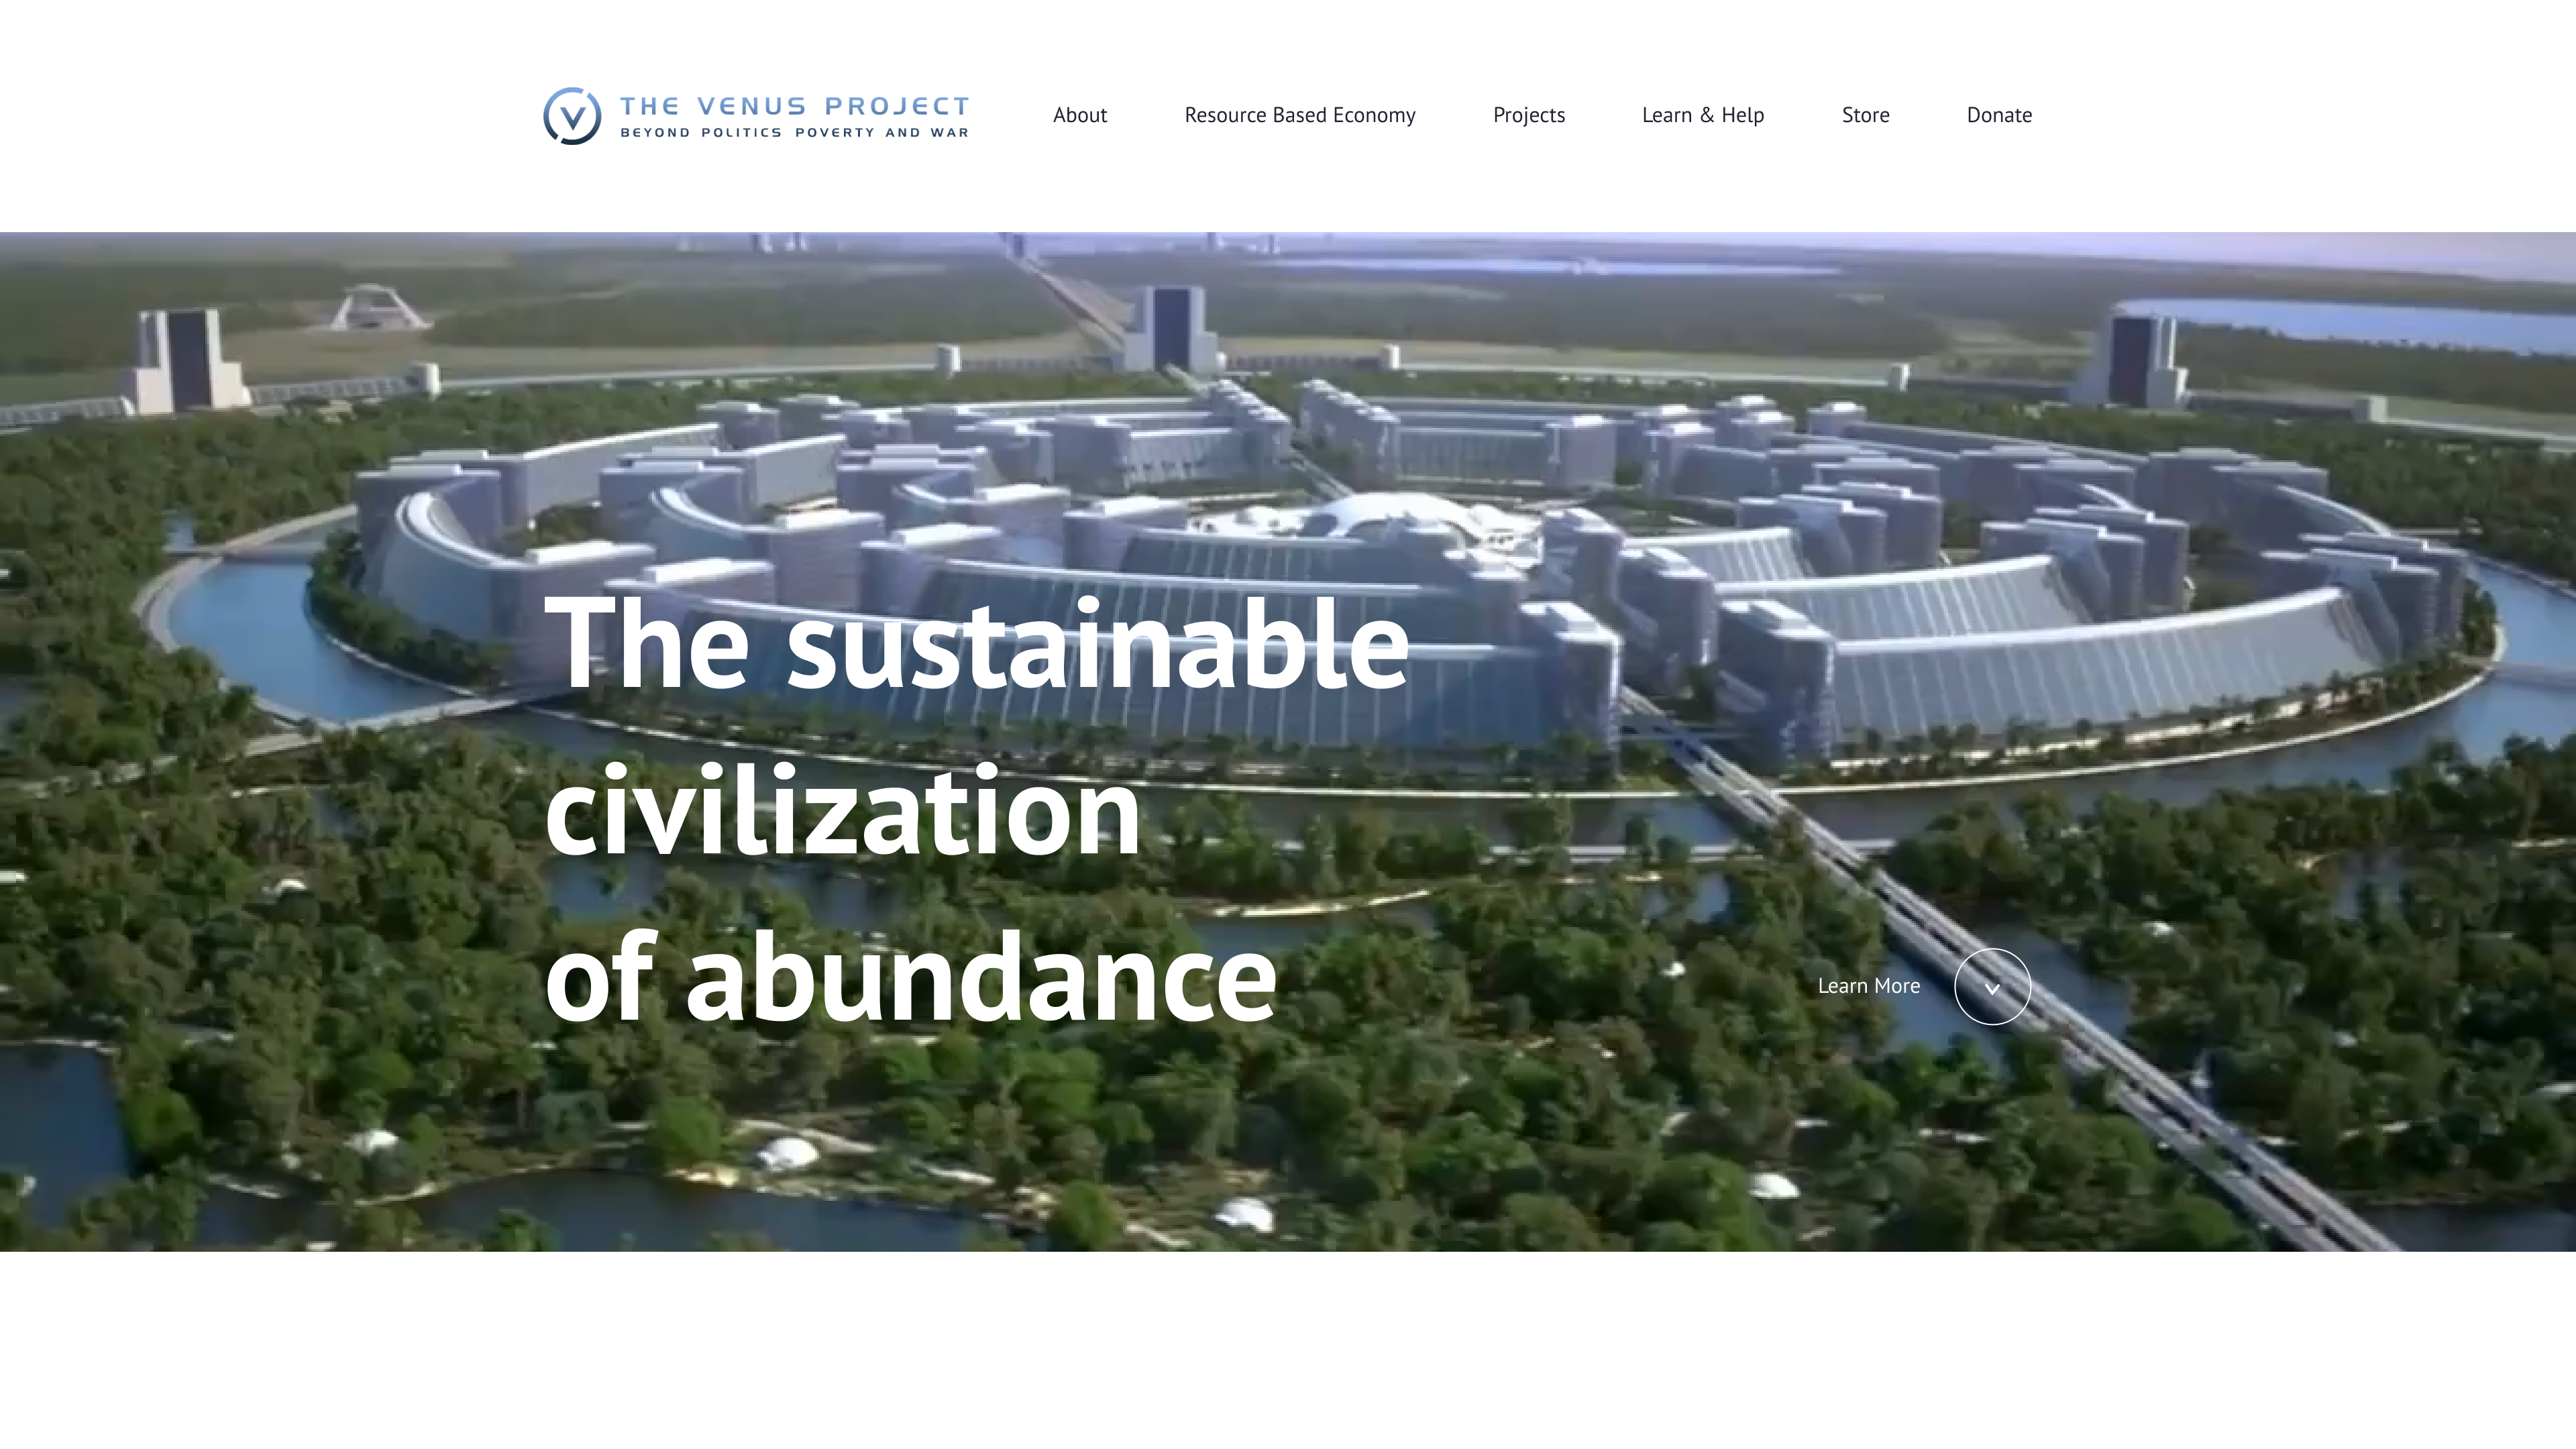 THE VENUS PROJECT
BEYOND POLITICS POVERTY AND WAR
About
Resource Based Economy
Projects
Learn & Help
Store
Donate
The sustainable
civilization
of abundance
Learn More